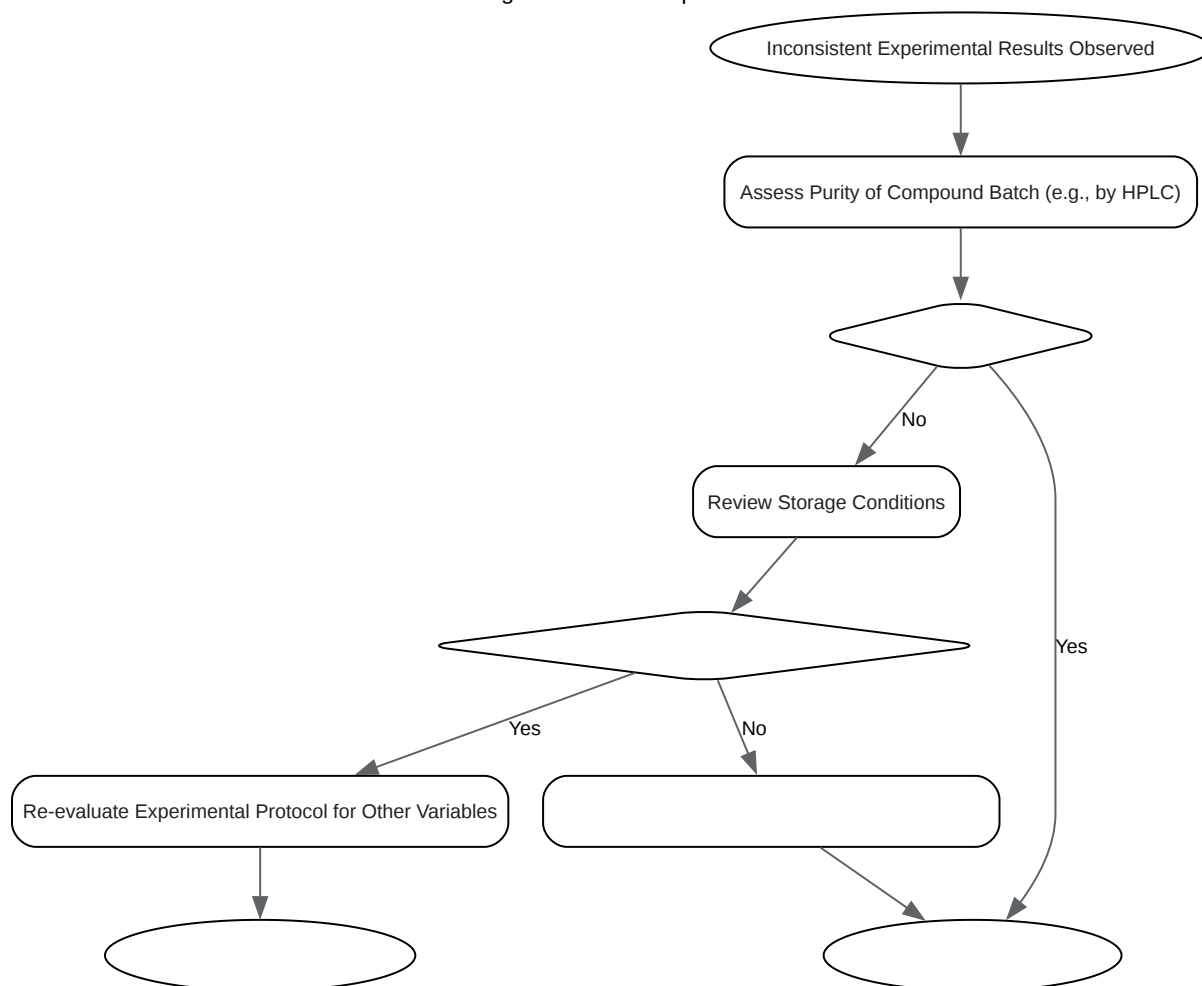 Inconsistent Experimental Results Observed
Assess Purity of Compound Batch (e.g., by HPLC)
No
Review Storage Conditions
Yes
Yes
No
Re-evaluate Experimental Protocol for Other Variables